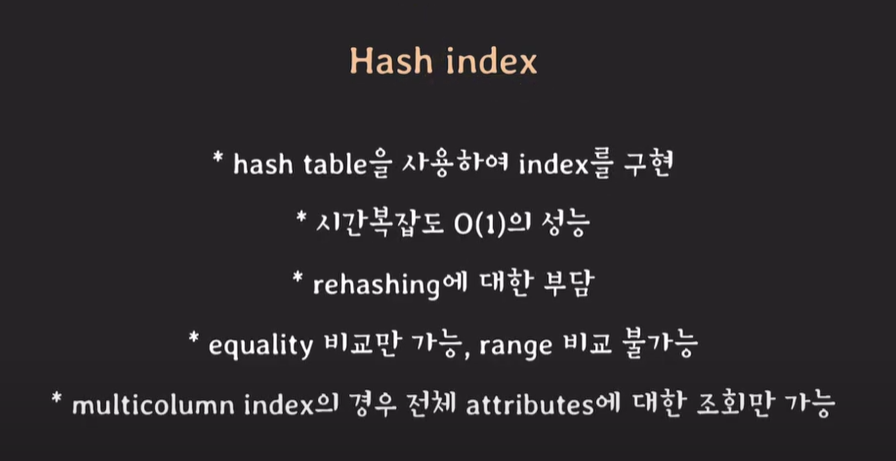 Hash index
* hash table을 사용하여 index를 구현
* 시간복잡도 O(1)의 성능
* rehashing에 대한 부담
* equality 비교만 가능, range 비교 불가능
* multicolumn index의 경우 전체 attributes에 대한 조회만 가능